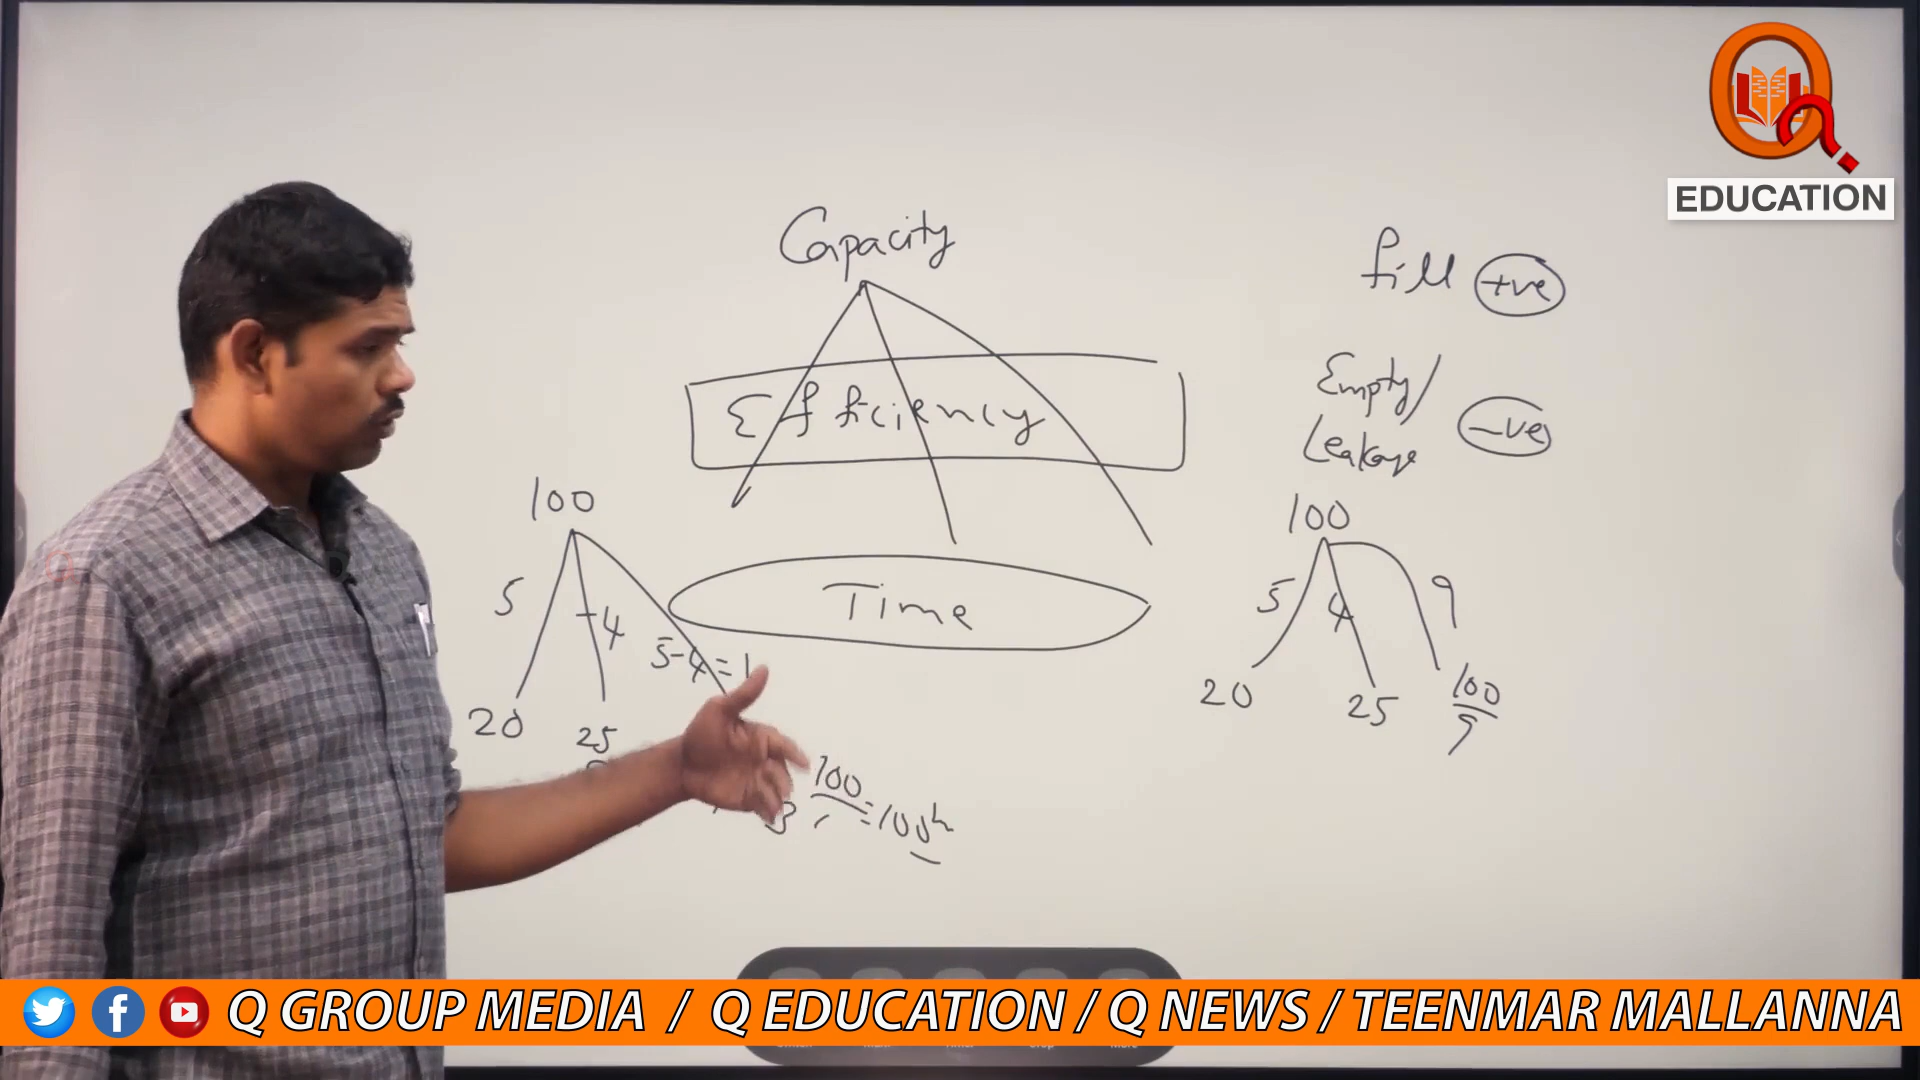 EDUCATION
Capacity
Efficiency
Time
Fill +ve
Empty/
Leakage -ve
100
5
-4
5-4=1
20
25
100
=100h
100
5
4
9
20
25
100
9
Q GROUP MEDIA / Q EDUCATION / Q NEWS / TEENMAR MALLANNA